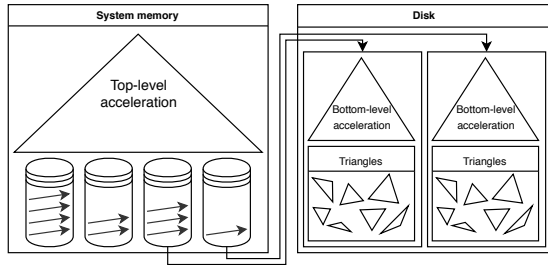 System memory
Top-level
acceleration
Disk
Bottom-level
acceleration
Triangles
Bottom-level
acceleration
Triangles